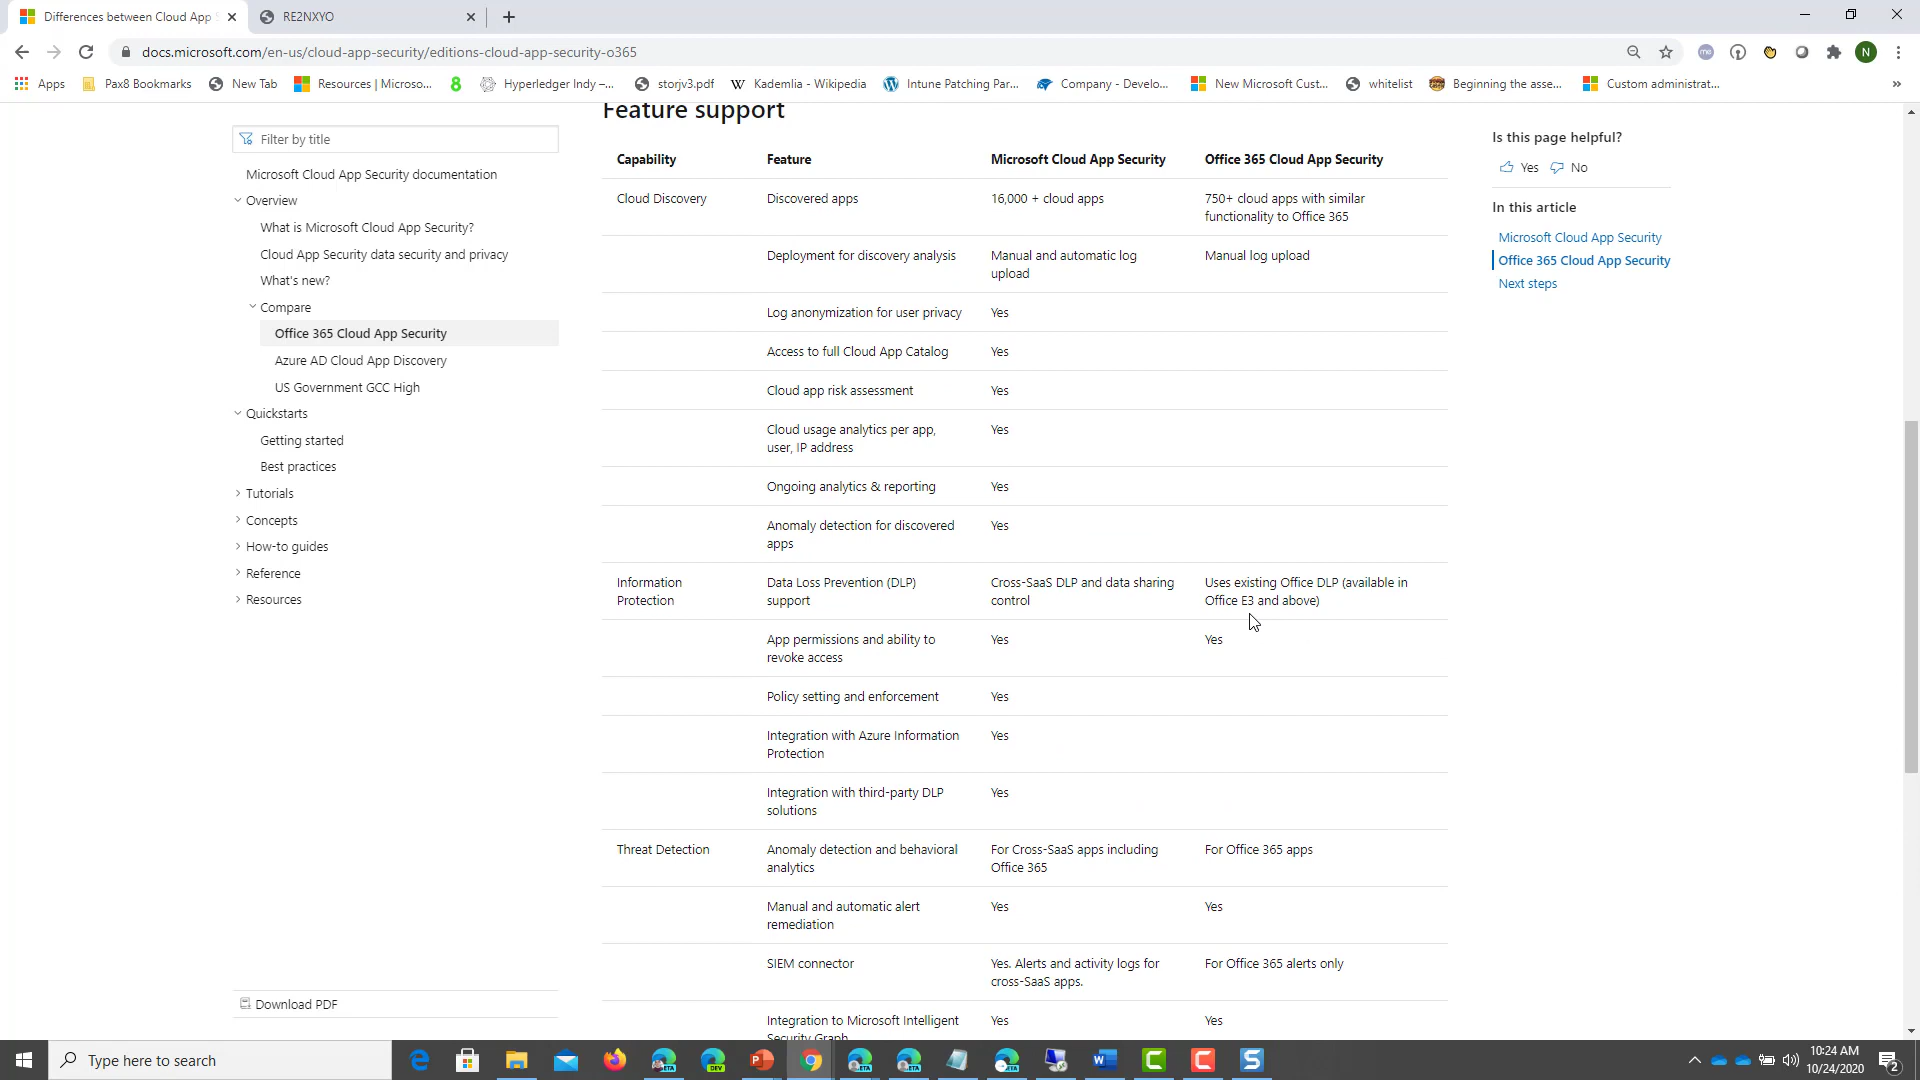 Differences between Cloud App S
RE2NXYO
docs.microsoft.com/en-us/cloud-app-security/editions-cloud-app-security-o365
me
N
Apps
Pax8 Bookmarks
New Tab
Resources | Microso...
8
Hyperledger Indy —...
storjv3.pdf
W
Kademlia - Wikipedia
Intune Patching Par...
Company - Develo...
New Microsoft Cust...
whitelist
Beginning the asse...
Custom administrat...
»
Filter by title
Microsoft Cloud App Security documentation
Overview
What is Microsoft Cloud App Security?
Cloud App Security data security and privacy
What's new?
Compare
Office 365 Cloud App Security
Azure AD Cloud App Discovery
US Government GCC High
Quickstarts
Getting started
Best practices
Tutorials
Concepts
How-to guides
Reference
Resources
Download PDF
Feature support
Capability Feature Microsoft Cloud App Security Office 365 Cloud App Security
Cloud Discovery Discovered apps 16,000 + cloud apps 750+ cloud apps with similar
functionality to Office 365
Deployment for discovery analysis Manual and automatic log Manual log upload
upload
Log anonymization for user privacy Yes
Access to full Cloud App Catalog Yes
Cloud app risk assessment Yes
Cloud usage analytics per app, Yes
user, IP address
Ongoing analytics & reporting Yes
Anomaly detection for discovered Yes
apps
Information Data Loss Prevention (DLP) Cross-SaaS DLP and data sharing Uses existing Office DLP (available in
Protection support control Office E3 and above)
App permissions and ability to Yes Yes
revoke access
Policy setting and enforcement Yes
Integration with Azure Information Yes
Protection
Integration with third-party DLP Yes
solutions
Threat Detection Anomaly detection and behavioral For Cross-SaaS apps including For Office 365 apps
analytics Office 365
Manual and automatic alert Yes Yes
remediation
SIEM connector Yes. Alerts and activity logs for For Office 365 alerts only
cross-SaaS apps.
Integration to Microsoft Intelligent Yes Yes
Security Graph
Is this page helpful?
Yes No
In this article
Microsoft Cloud App Security
Office 365 Cloud App Security
Next steps
Type here to search
BETA
DEV
BETA
BETA
10:24 AM
10/24/2020
2